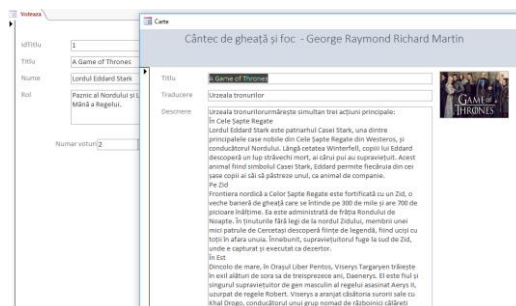 Voteaza
Carte
Cântec de gheață și foc - George Raymond Richard Martin
idTitlu
1
Titlu
A Game of Thrones
Nume
Lordul Eddard Stark
Rol
Paznic al Nordului și L
Mână a Regelui.
Numar voturi
2
Titlu
A Game of Thrones
Traducere
Urzeala tronurilor
Descriere
Urzeala tronurilorurmărește simultan trei acțiuni principale:
În Cele Șapte Regate
Lordul Eddard Stark este patriarhul Casei Stark, una dintre
principalele case nobile din Cele Șapte Regate din Westeros, și
conducătorul Nordului. Lângă cetatea Winterfell, copiii lui Eddard
descoperă un lup străvechi mort, ai cărui pui au supraviețuit. Acest
animal fiind simbolul Casei Stark, Eddard permite fiecăruia din cei
șase copii ai săi să păstreze unul, ca animal de companie.
Pe Zid
Frontiera nordică a Celor Șapte Regate este fortificată cu un Zid, o
veche barieră de gheață care se întinde pe 300 de mile și are 700 de
picioare înălțime. Ea este administrată de frăția Rondului de
Noapte. În ținuturile fără legi de la nordul Zidului, membrii unei
mici patrule de Cercetași descoperă ființe de legendă, fiind uciși cu
toții în afara unuia. Înnebunit, supraviețuitorul fuge la sud de Zid,
unde e capturat și executat ca dezertor.
În Est
Dincolo de mare, în Orașul Liber Pentos, Viserys Targaryen trăiește
în exil alături de sora sa de treisprezece ani, Daenerys. El este fiul și
singurul supraviețuitor de gen masculin al regelui asasinat Aerys II,
uzurpat de regele Robert. Viserys a aranjat căsătoria surorii sale cu
Khal Drogo, conducătorul unui grup nomad de războinici călăreți
GAME OF
THRONES